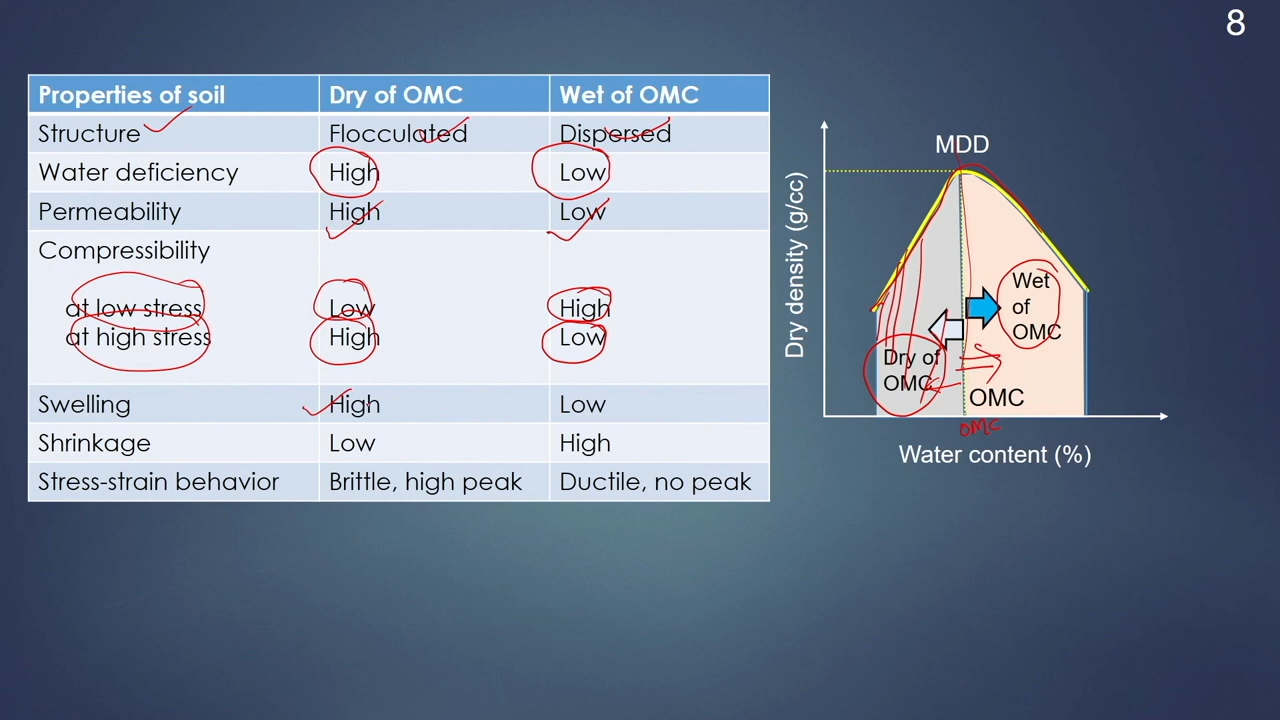 8
Properties of soil Dry of OMC Wet of OMC
Structure Flocculated Dispersed
Water deficiency High Low
Permeability High Low
Compressibility
at low stress Low High
at high stress High Low
Swelling High Low
Shrinkage Low High
Stress-strain behavior Brittle, high peak Ductile, no peak
MDD
Dry density (g/cc)
Wet
of
OMC
Dry of
OMC
OMC
OMC
Water content (%)